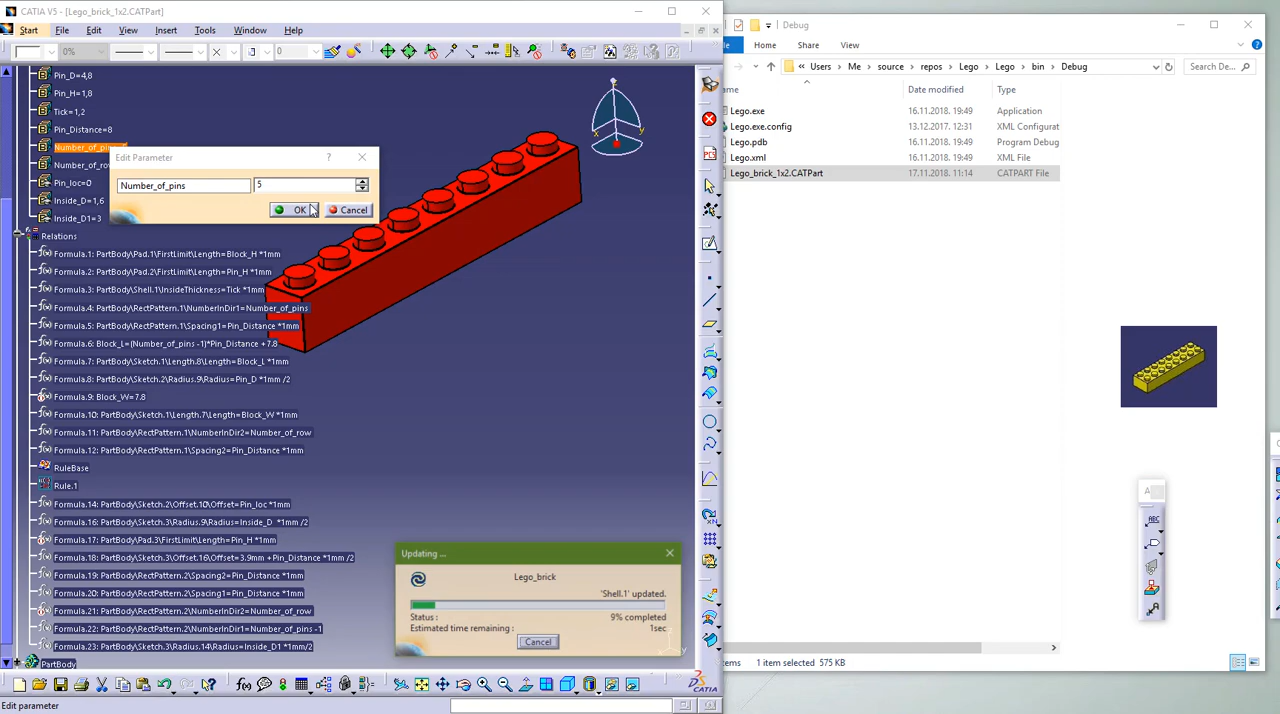 CATIA V5 - [Lego_brick_1x2.CATPart]
Start File Edit View Insert Tools Window Help
0% 0
Pin_D=4,8
Pin_H=1,8
Tick=1,2
Pin_Distance=8
Number_of_pin
Number_of_rov
Pin_loc=0
Inside_D=1,6
Inside_D1=3
Edit Parameter ?
Number_of_pins 5
OK Cancel
Relations
Formula.1: PartBody\Pad.1\FirstLimit\Length=Block_H *1mm
Formula.2: PartBody\Pad.2\FirstLimit\Length=Pin_H *1mm
Formula.3: PartBody\Shell.1\InsideThickness=Tick *1mm
Formula.4: PartBody\RectPattern.1\NumberInDir1=Number_of_pins
Formula.5: PartBody\RectPattern.1\Spacing1=Pin_Distance *1mm
Formula.6: Block_L=(Number_of_pins -1)*Pin_Distance +7.8
Formula.7: PartBody\Sketch.1\Length.8\Length=Block_L *1mm
Formula.8: PartBody\Sketch.2\Radius.9\Radius=Pin_D *1mm /2
Formula.9: Block_W=7.8
Formula.10: PartBody\Sketch.1\Length.7\Length=Block_W *1mm
Formula.11: PartBody\RectPattern.1\NumberInDir2=Number_of_row
Formula.12: PartBody\RectPattern.1\Spacing2=Pin_Distance *1mm
RuleBase
Rule.1
Formula.14: PartBody\Sketch.2\Offset.10\Offset=Pin_loc *1mm
Formula.16: PartBody\Sketch.3\Radius.9\Radius=Inside_D *1mm /2
Formula.17: PartBody\Pad.3\FirstLimit\Length=Pin_H *1mm
Formula.18: PartBody\Sketch.3\Offset.16\Offset=3.9mm +Pin_Distance *1mm /2
Formula.19: PartBody\RectPattern.2\Spacing2=Pin_Distance *1mm
Formula.20: PartBody\RectPattern.2\Spacing1=Pin_Distance *1mm
Formula.21: PartBody\RectPattern.2\NumberInDir2=Number_of_row
Formula.22: PartBody\RectPattern.2\NumberInDir1=Number_of_pins -1
Formula.23: PartBody\Sketch.3\Radius.14\Radius=Inside_D1 *1mm/2
PartBody
Updating ...
Lego_brick
'Shell.1' updated.
Status : 9% completed
Estimated time remaining : 1sec
Cancel
CATIA
Edit parameter
Debug
le Home Share View
Users Me source repos Lego Lego bin Debug Search De...
ame Date modified Type
Lego.exe 16.11.2018. 19:49 Application
Lego.exe.config 13.12.2017. 12:31 XML Configurat
Lego.pdb 16.11.2018. 19:49 Program Debug
Lego.xml 16.11.2018. 19:49 XML File
Lego_brick_1x2.CATPart 17.11.2018. 11:14 CATPART File
A
ABC
tems 1 item selected 575 KB